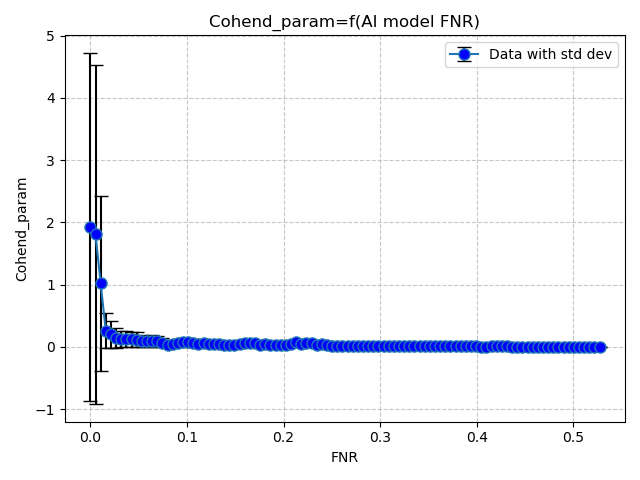 Cohend_param=f(AI model FNR)
Data with std dev
5
4
3
2
1
0
−1
Cohend_param
0.0 0.1 0.2 0.3 0.4 0.5
FNR